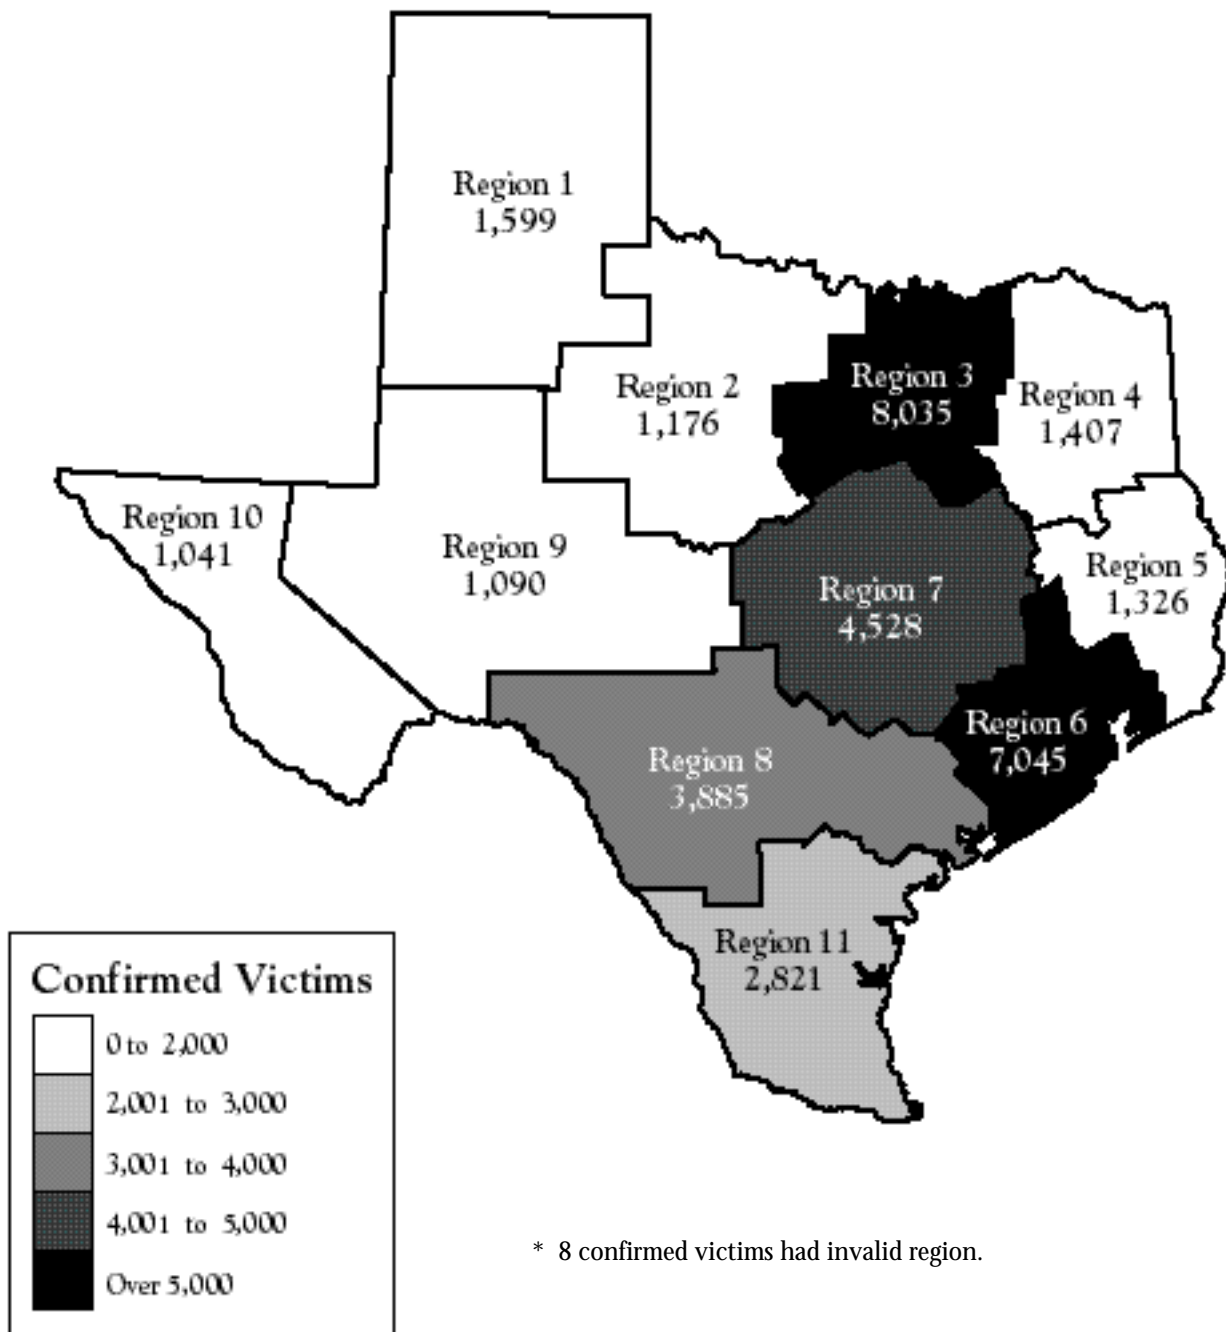 Region 1
1,599
Region 2
1,176
Region 3
8,035
Region 4
1,407
Region 10
1,041
Region 9
1,090
Region 7
4,528
Region 5
1,326
Region 6
7,045
Region 8
3,885
Region 11
2,821
Confirmed Victims
0 to 2,000
2,001 to 3,000
3,001 to 4,000
4,001 to 5,000
Over 5,000
* 8 confirmed victims had invalid region.